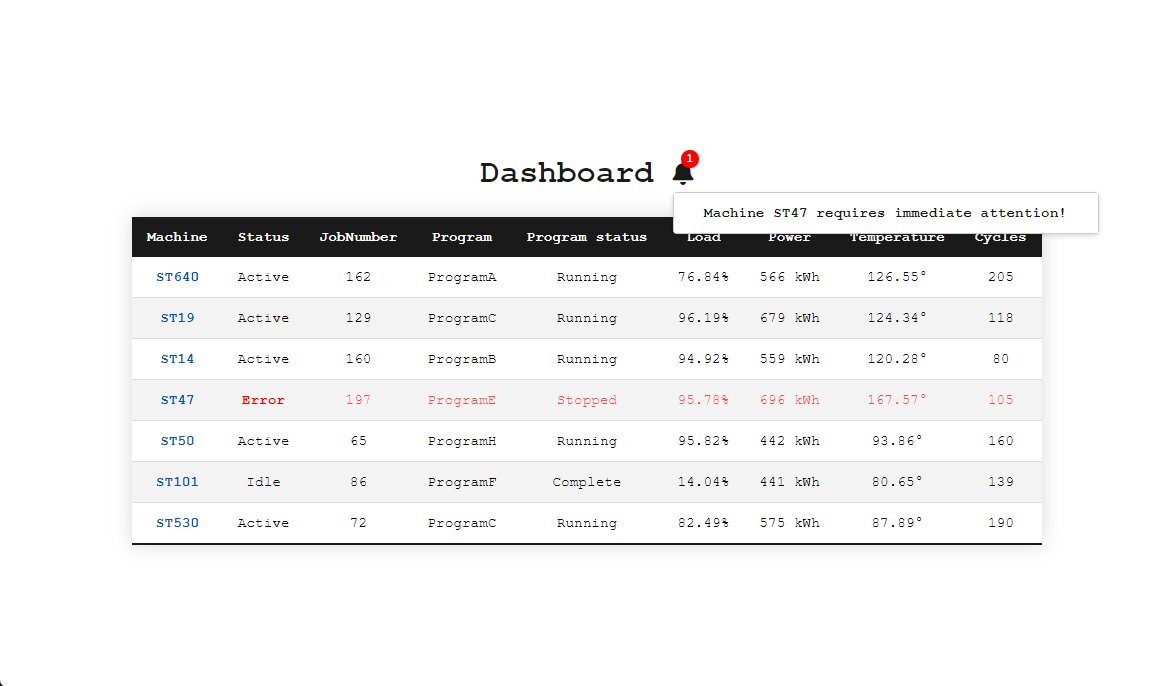 Dashboard 1
Machine ST47 requires immediate attention!
Machine Status JobNumber Program Program status Load Power Temperature Cycles
ST640 Active 162 ProgramA Running 76.84% 566 kWh 126.55°
205
ST19 Active 129 ProgramC Running 96.19% 679 kWh 124.34° 118
ST14 Active 160 ProgramB Running 94.92% 559 kWh 120.28° 80
ST47 Error 197 ProgramE Stopped 95.78% 696 kWh 167.57° 105
ST50 Active 65 ProgramH Running 95.82% 442 kWh 93.86° 160
ST101 Idle 86 ProgramF Complete 14.04% 441 kWh 80.65° 139
ST530 Active 72 ProgramC Running 82.49% 575 kWh 87.89° 190